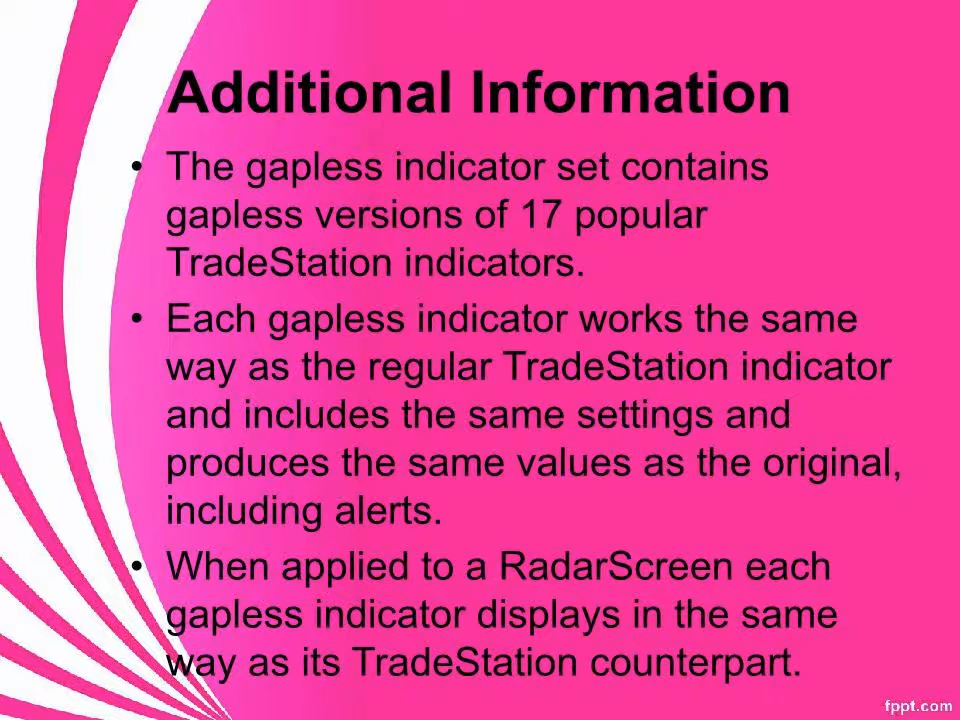 Additional Information
• The gapless indicator set contains
gapless versions of 17 popular
TradeStation indicators.
• Each gapless indicator works the same
way as the regular TradeStation indicator
and includes the same settings and
produces the same values as the original,
including alerts.
• When applied to a RadarScreen each
gapless indicator displays in the same
way as its TradeStation counterpart.
fppt.com